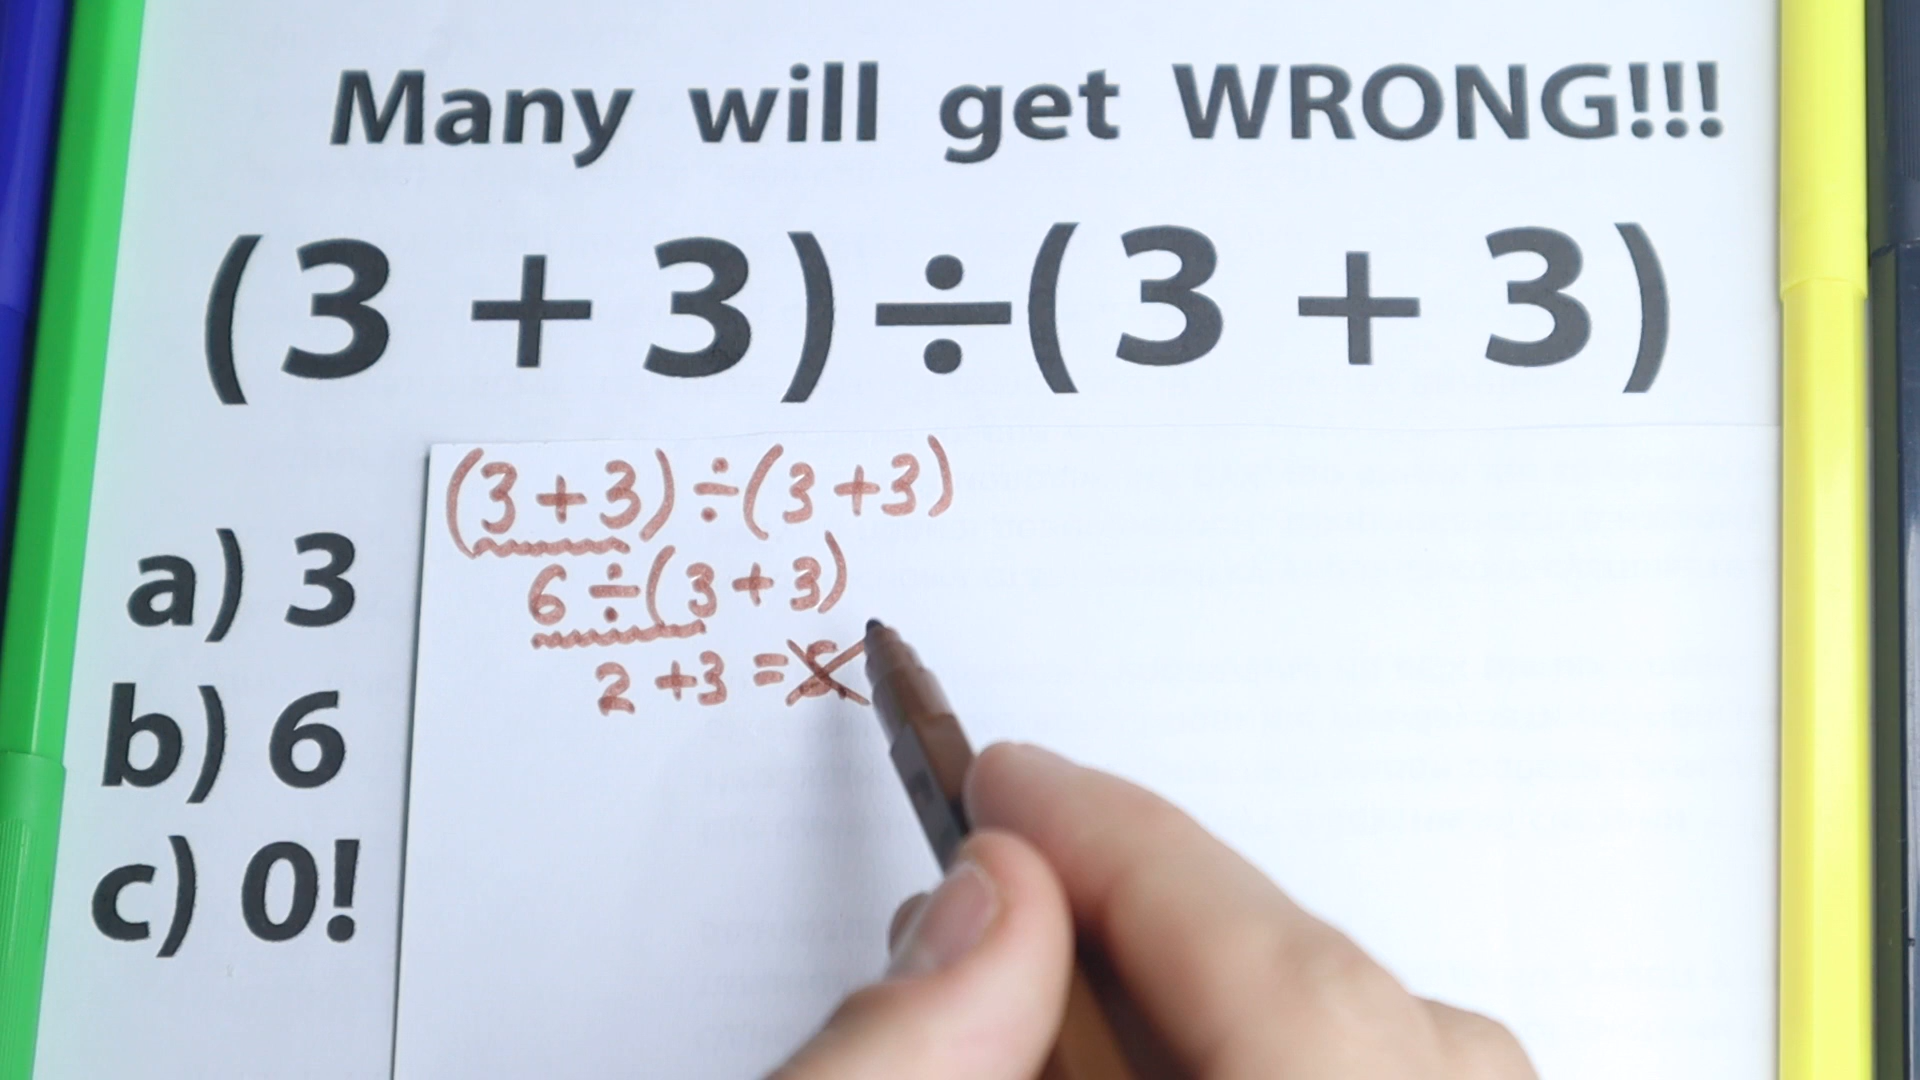 Many will get WRONG!!!
(3 + 3)÷(3 + 3)
(3+3)÷(3+3)
6÷(3+3)
2+3=5
a) 3
b) 6
c) 0!